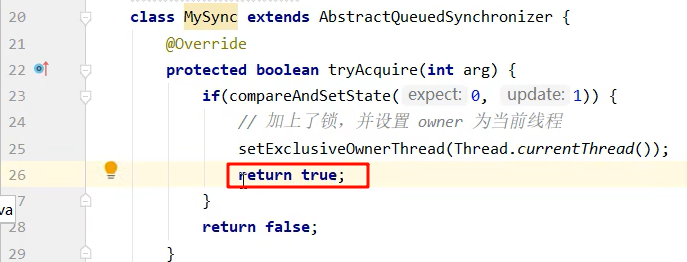 20 class MySync extends AbstractQueuedSynchronizer {
21 @Override
22 protected boolean tryAcquire(int arg) {
23 if(compareAndSetState( expect: 0, update: 1)) {
24 // 加上了锁，并设置 owner 为当前线程
25 setExclusiveOwnerThread(Thread.currentThread());
26 return true;
27 }
va
28 return false;
29 }